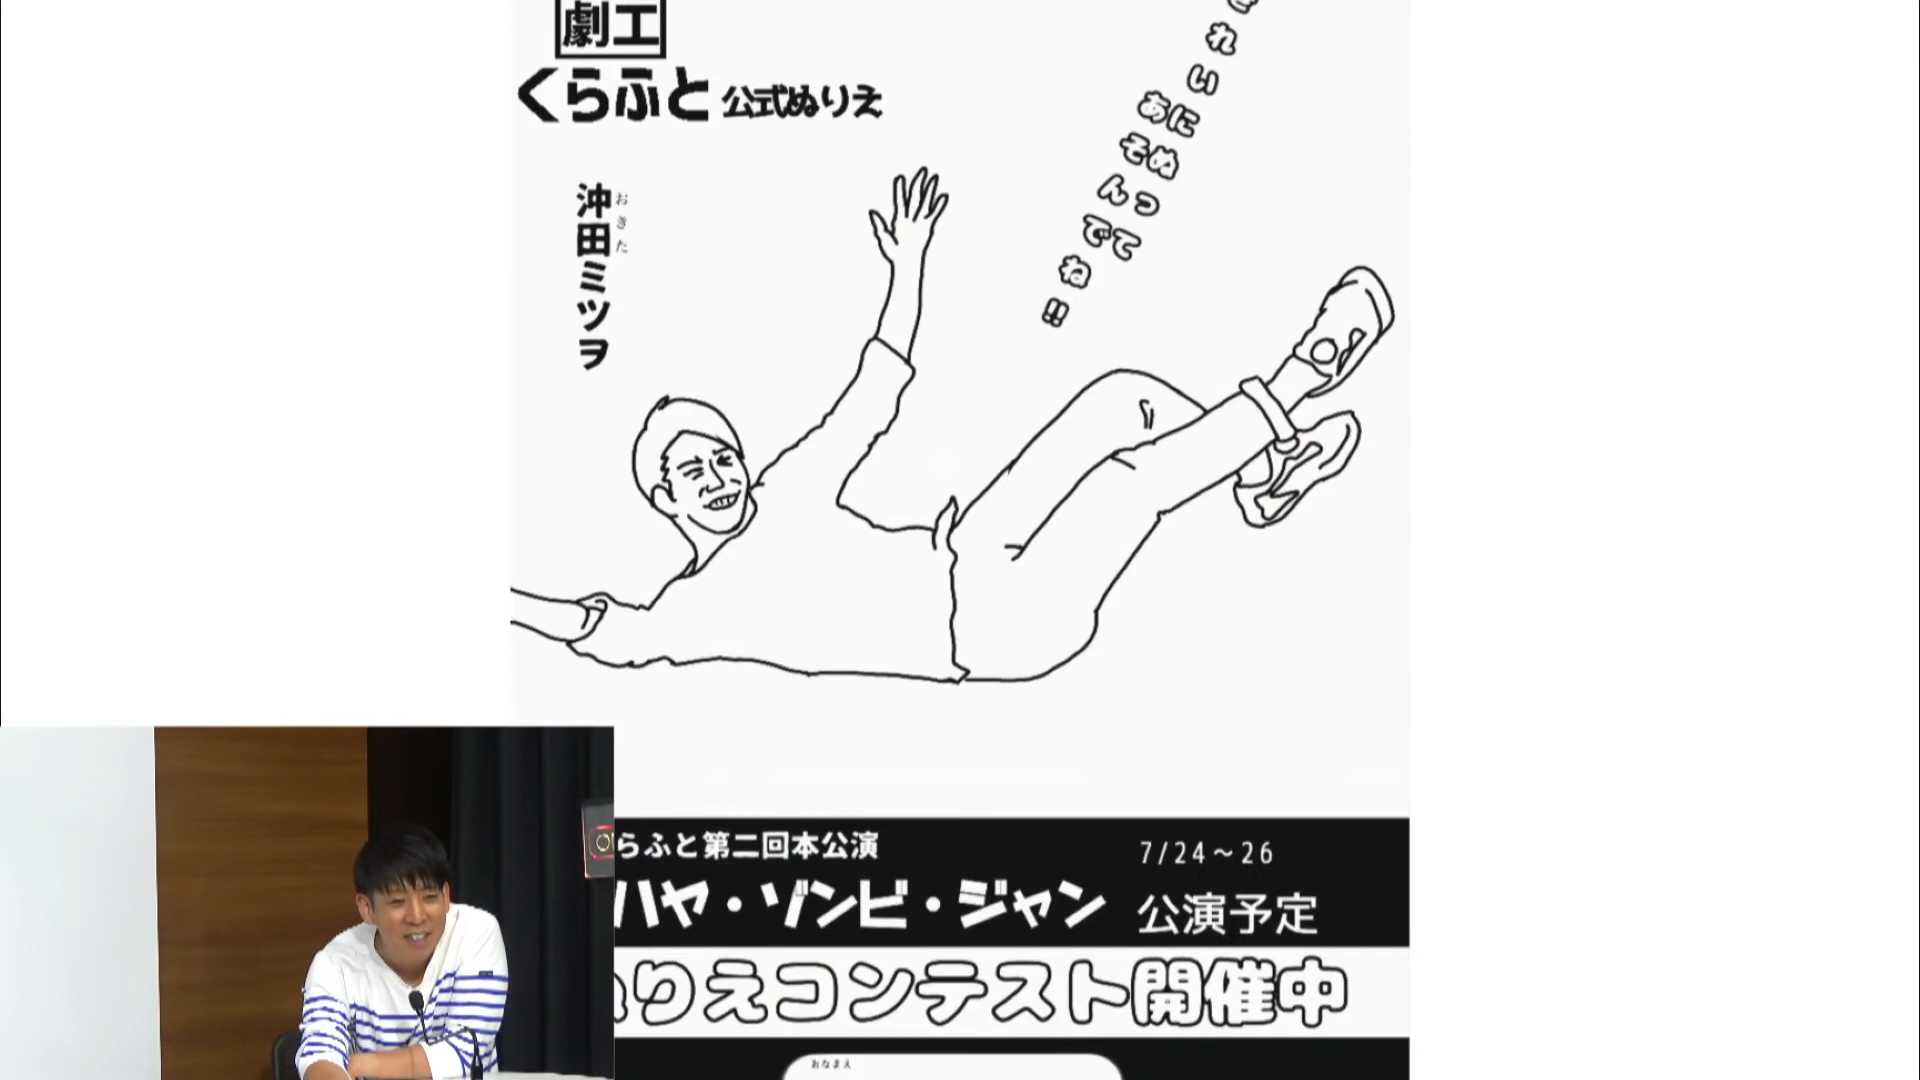 劇工
くらふと 公式ぬりえ
きれいにぬって
あそんでね!!
おきた
沖田ミツヲ
らふと第二回本公演
7/24～26
ハヤ・ゾンビ・ジャン
公演予定
りえコンテスト開催中
おなまえ